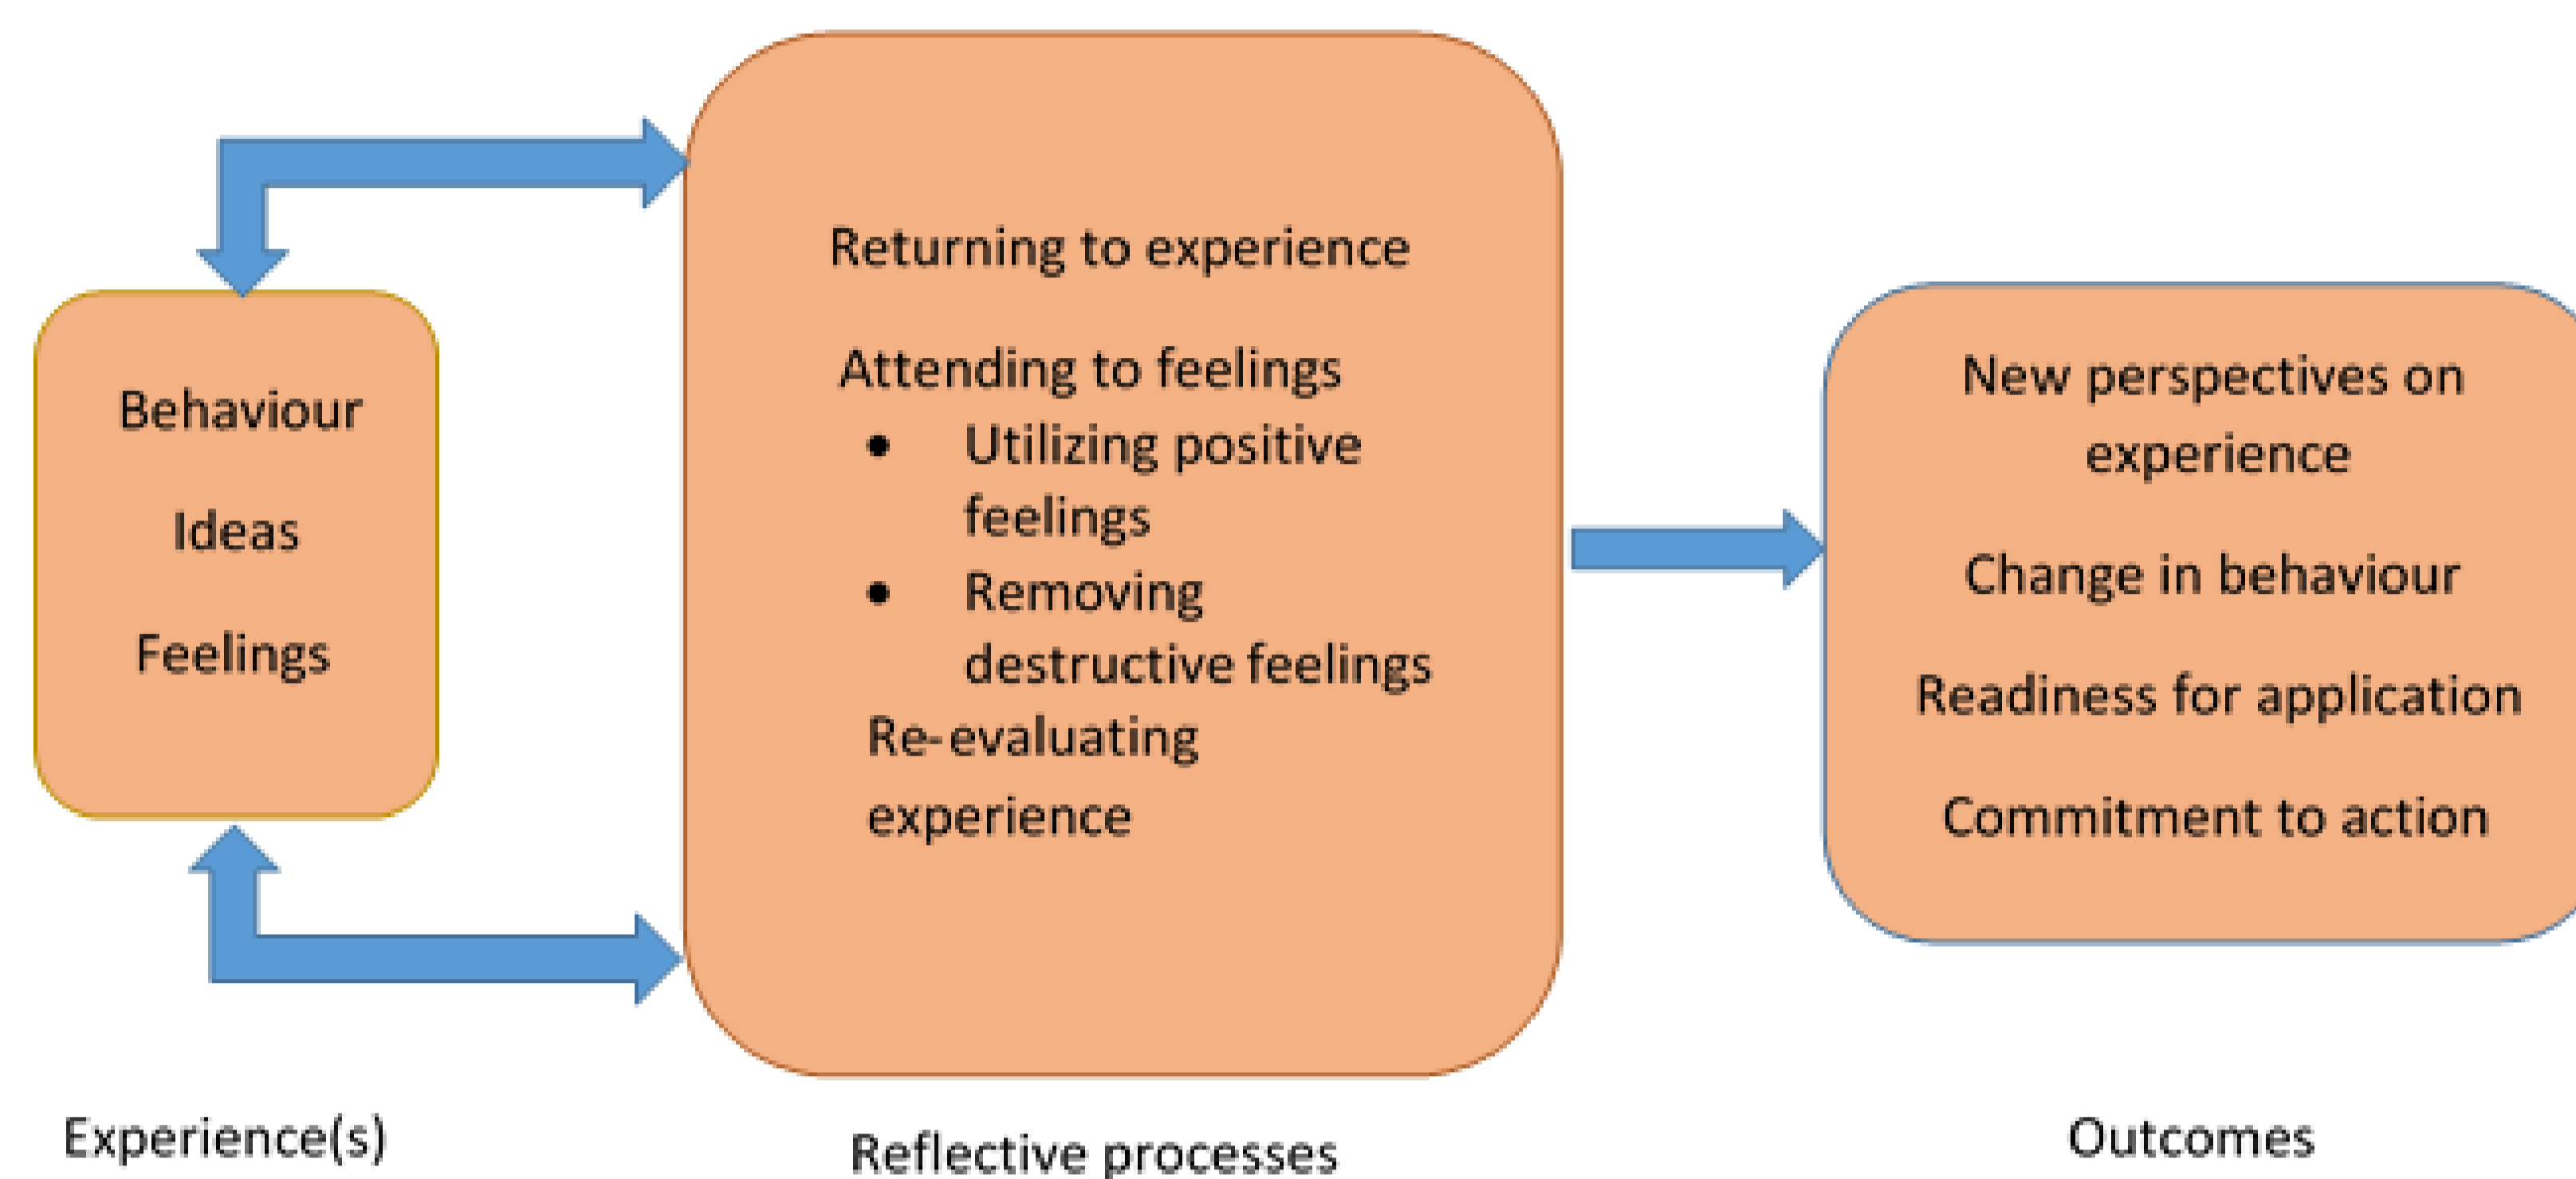 Behaviour
Ideas
Feelings
Experience(s)
Returning to experience
Attending to feelings
• Utilizing positive
feelings
• Removing
destructive feelings
Re-evaluating
experience
Reflective processes
New perspectives on
experience
Change in behaviour
Readiness for application
Commitment to action
Outcomes